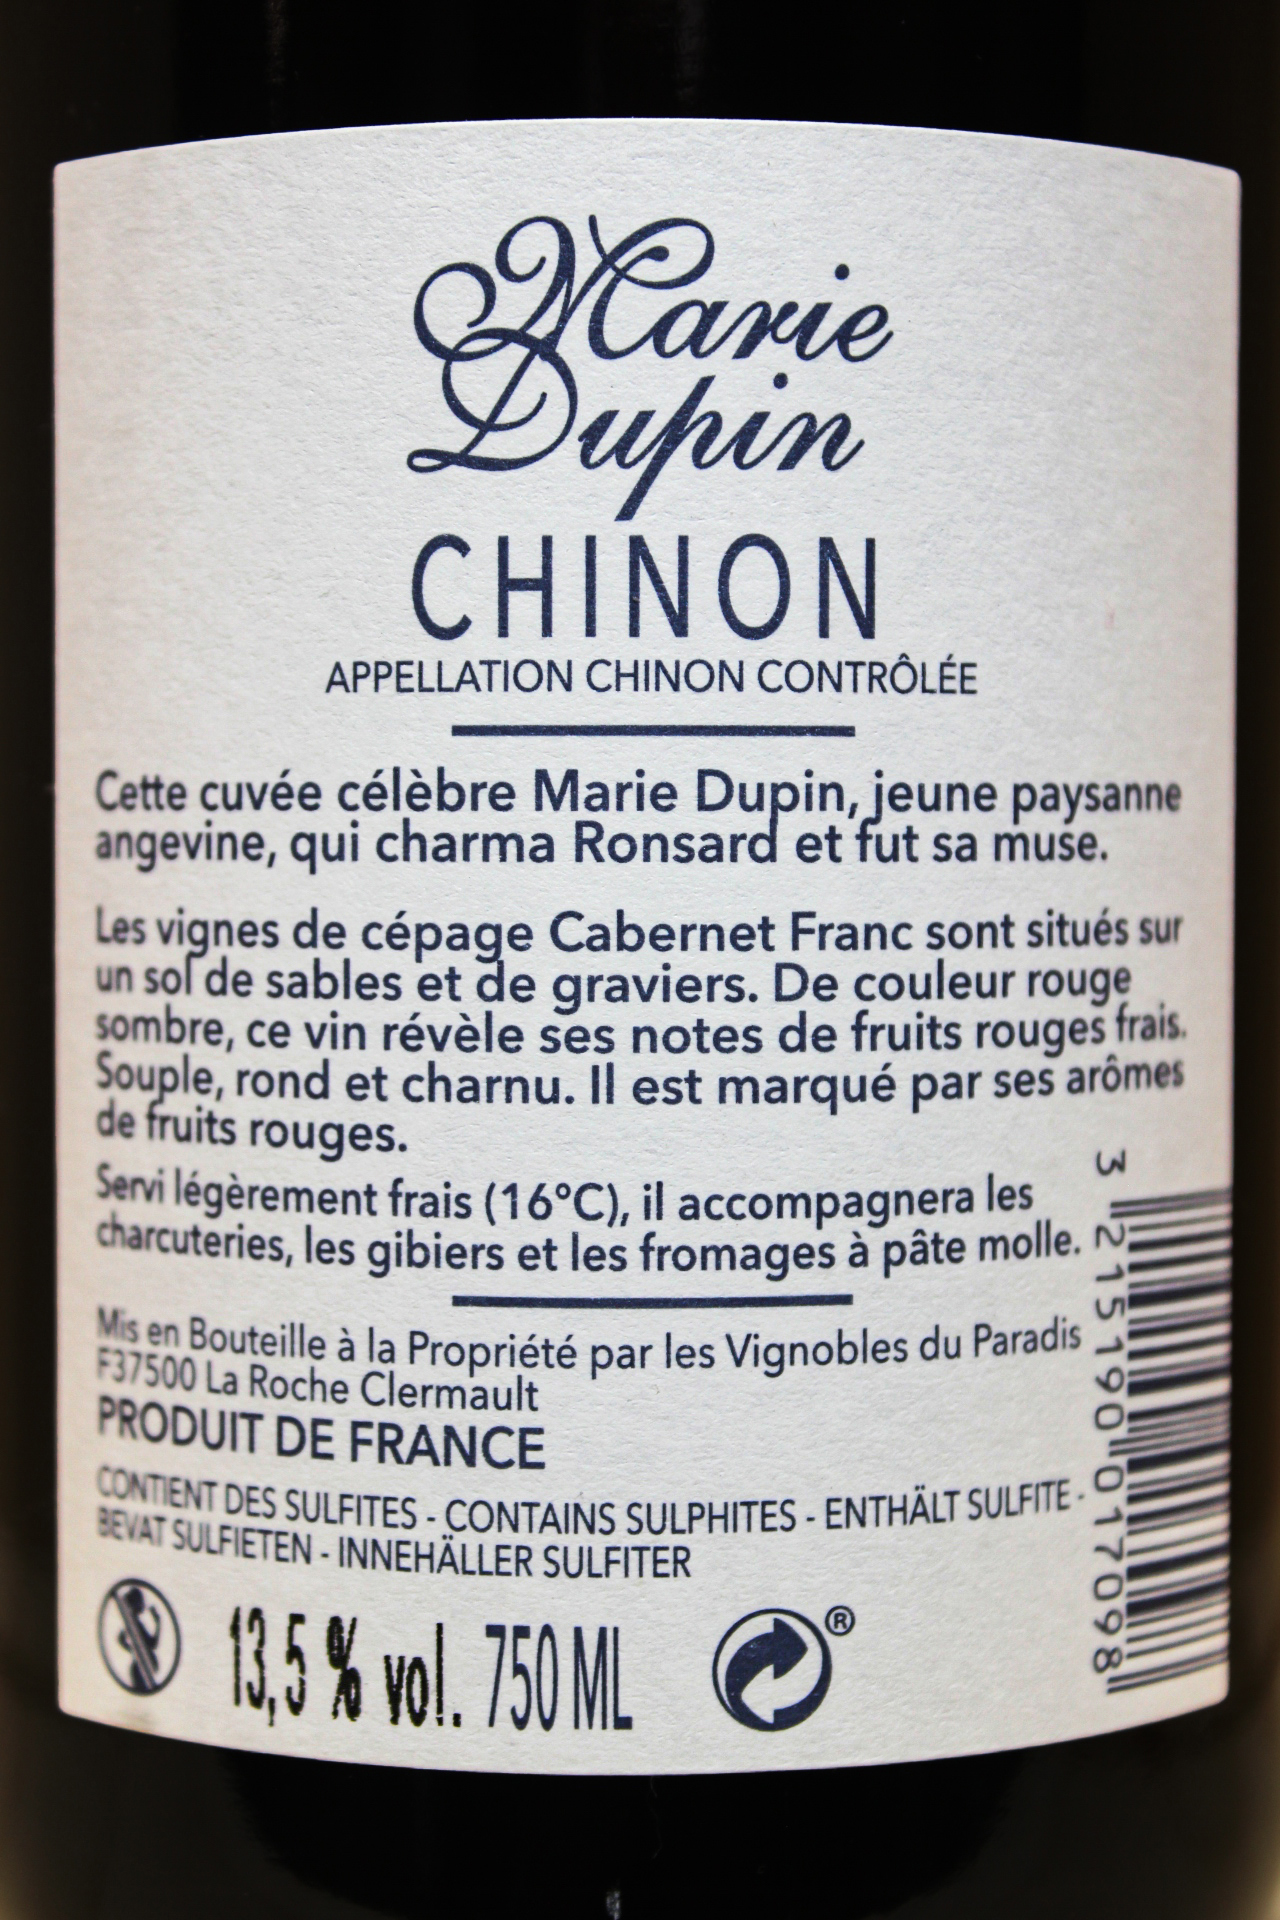 Marie
Dupin
CHINON
APPELLATION CHINON CONTRÔLÉE
Cette cuvée célèbre Marie Dupin, jeune paysanne
angevine, qui charma Ronsard et fut sa muse.
Les vignes de cépage Cabernet Franc sont situés sur
un sol de sables et de graviers. De couleur rouge
sombre, ce vin révèle ses notes de fruits rouges frais.
Souple, rond et charnu. Il est marqué par ses arômes
de fruits rouges.
Servi légèrement frais (16°C), il accompagnera les
charcuteries, les gibiers et les fromages à pâte molle.
Mis en Bouteille à la Propriété par les Vignobles du Paradis
F37500 La Roche Clermault
PRODUIT DE FRANCE
CONTIENT DES SULFITES - CONTAINS SULPHITES - ENTHÄLT SULFITE -
BEVAT SULFIETEN - INNEHÄLLER SULFITER
13,5 % vol. 750 ML
®
3 215190 017098